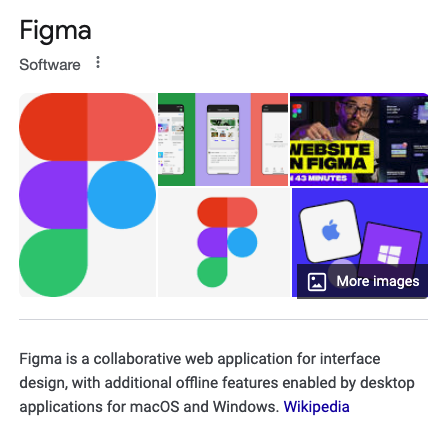 Figma
Software
WEBSITE
IN FIGMA
IN 43 MINUTES
More images
Figma is a collaborative web application for interface
design, with additional offline features enabled by desktop
applications for macOS and Windows. Wikipedia